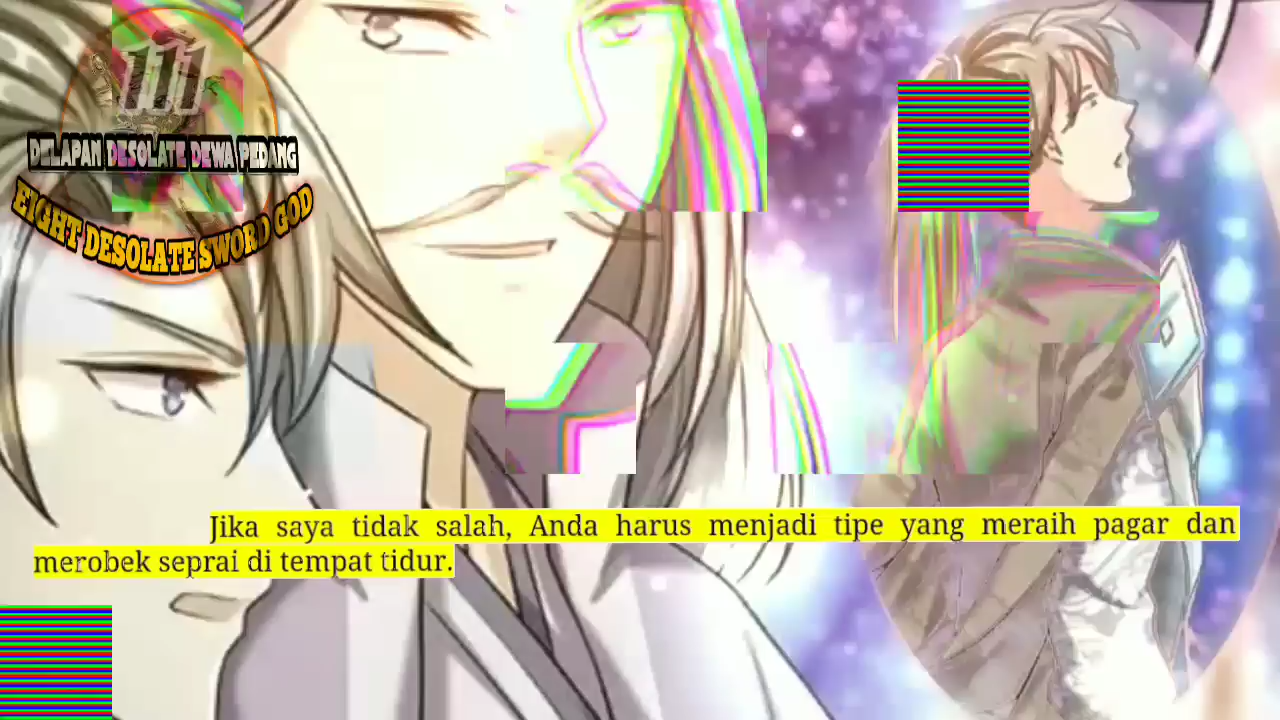 111
DELAPAN DESOLATE DEWA PEDANG
EIGHT DESOLATE SWORD GOD
Jika saya tidak salah, Anda harus menjadi tipe yang meraih pagar dan
merobek seprai di tempat tidur.